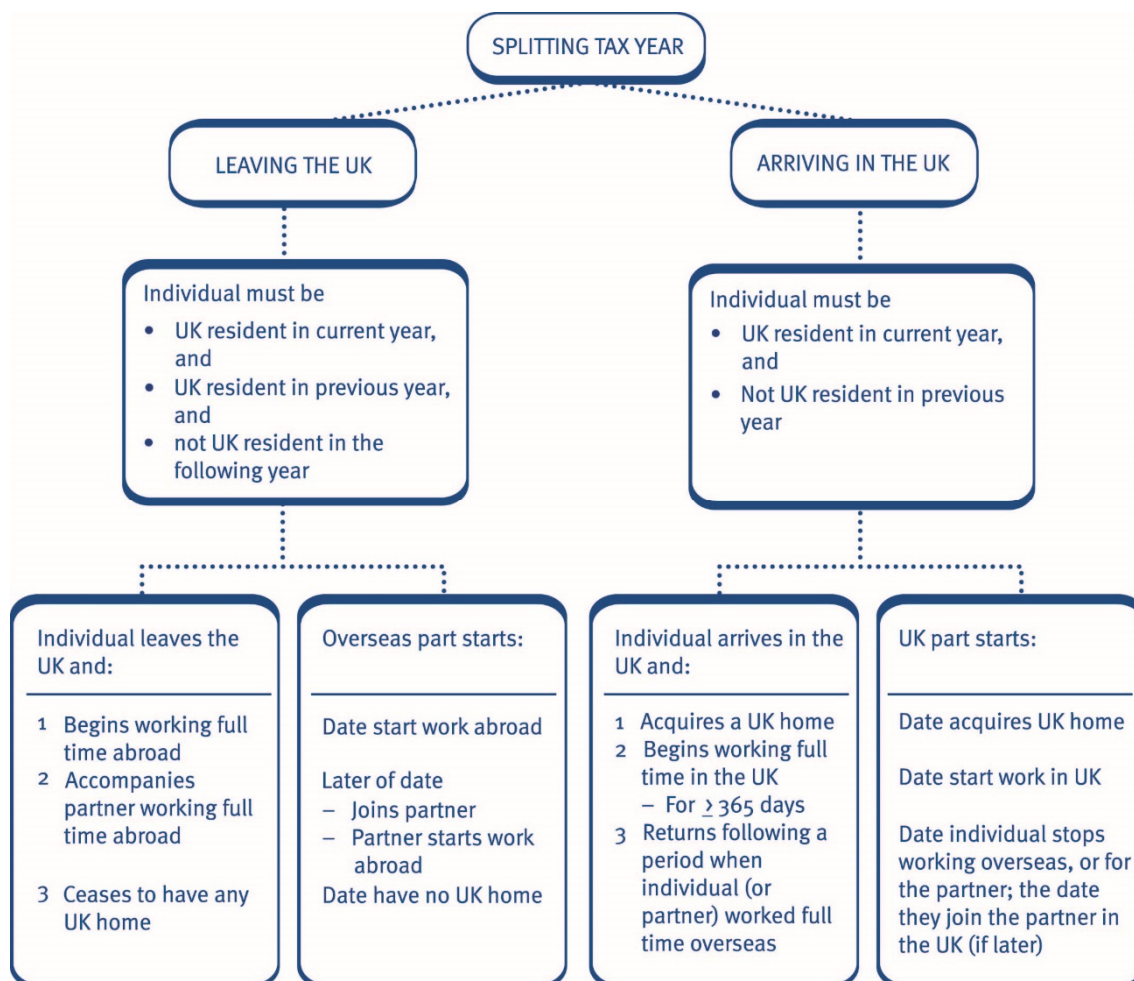 SPLITTING TAX YEAR
LEAVING THE UK
ARRIVING IN THE UK
Individual must be
• UK resident in current year,
and
• UK resident in previous year,
and
• not UK resident in the
following year
Individual must be
• UK resident in current year,
and
• Not UK resident in previous
year
Individual leaves the
UK and:
1 Begins working full
time abroad
2 Accompanies
partner working full
time abroad
3 Ceases to have any
UK home
Overseas part starts:
Date start work abroad
Later of date
– Joins partner
– Partner starts work
abroad
Date have no UK home
Individual arrives in the
UK and:
1 Acquires a UK home
2 Begins working full
time in the UK
– For ≥ 365 days
3 Returns following a
period when
individual (or
partner) worked full
time overseas
UK part starts:
Date acquires UK home
Date start work in UK
Date individual stops
working overseas, or for
the partner; the date
they join the partner in
the UK (if later)